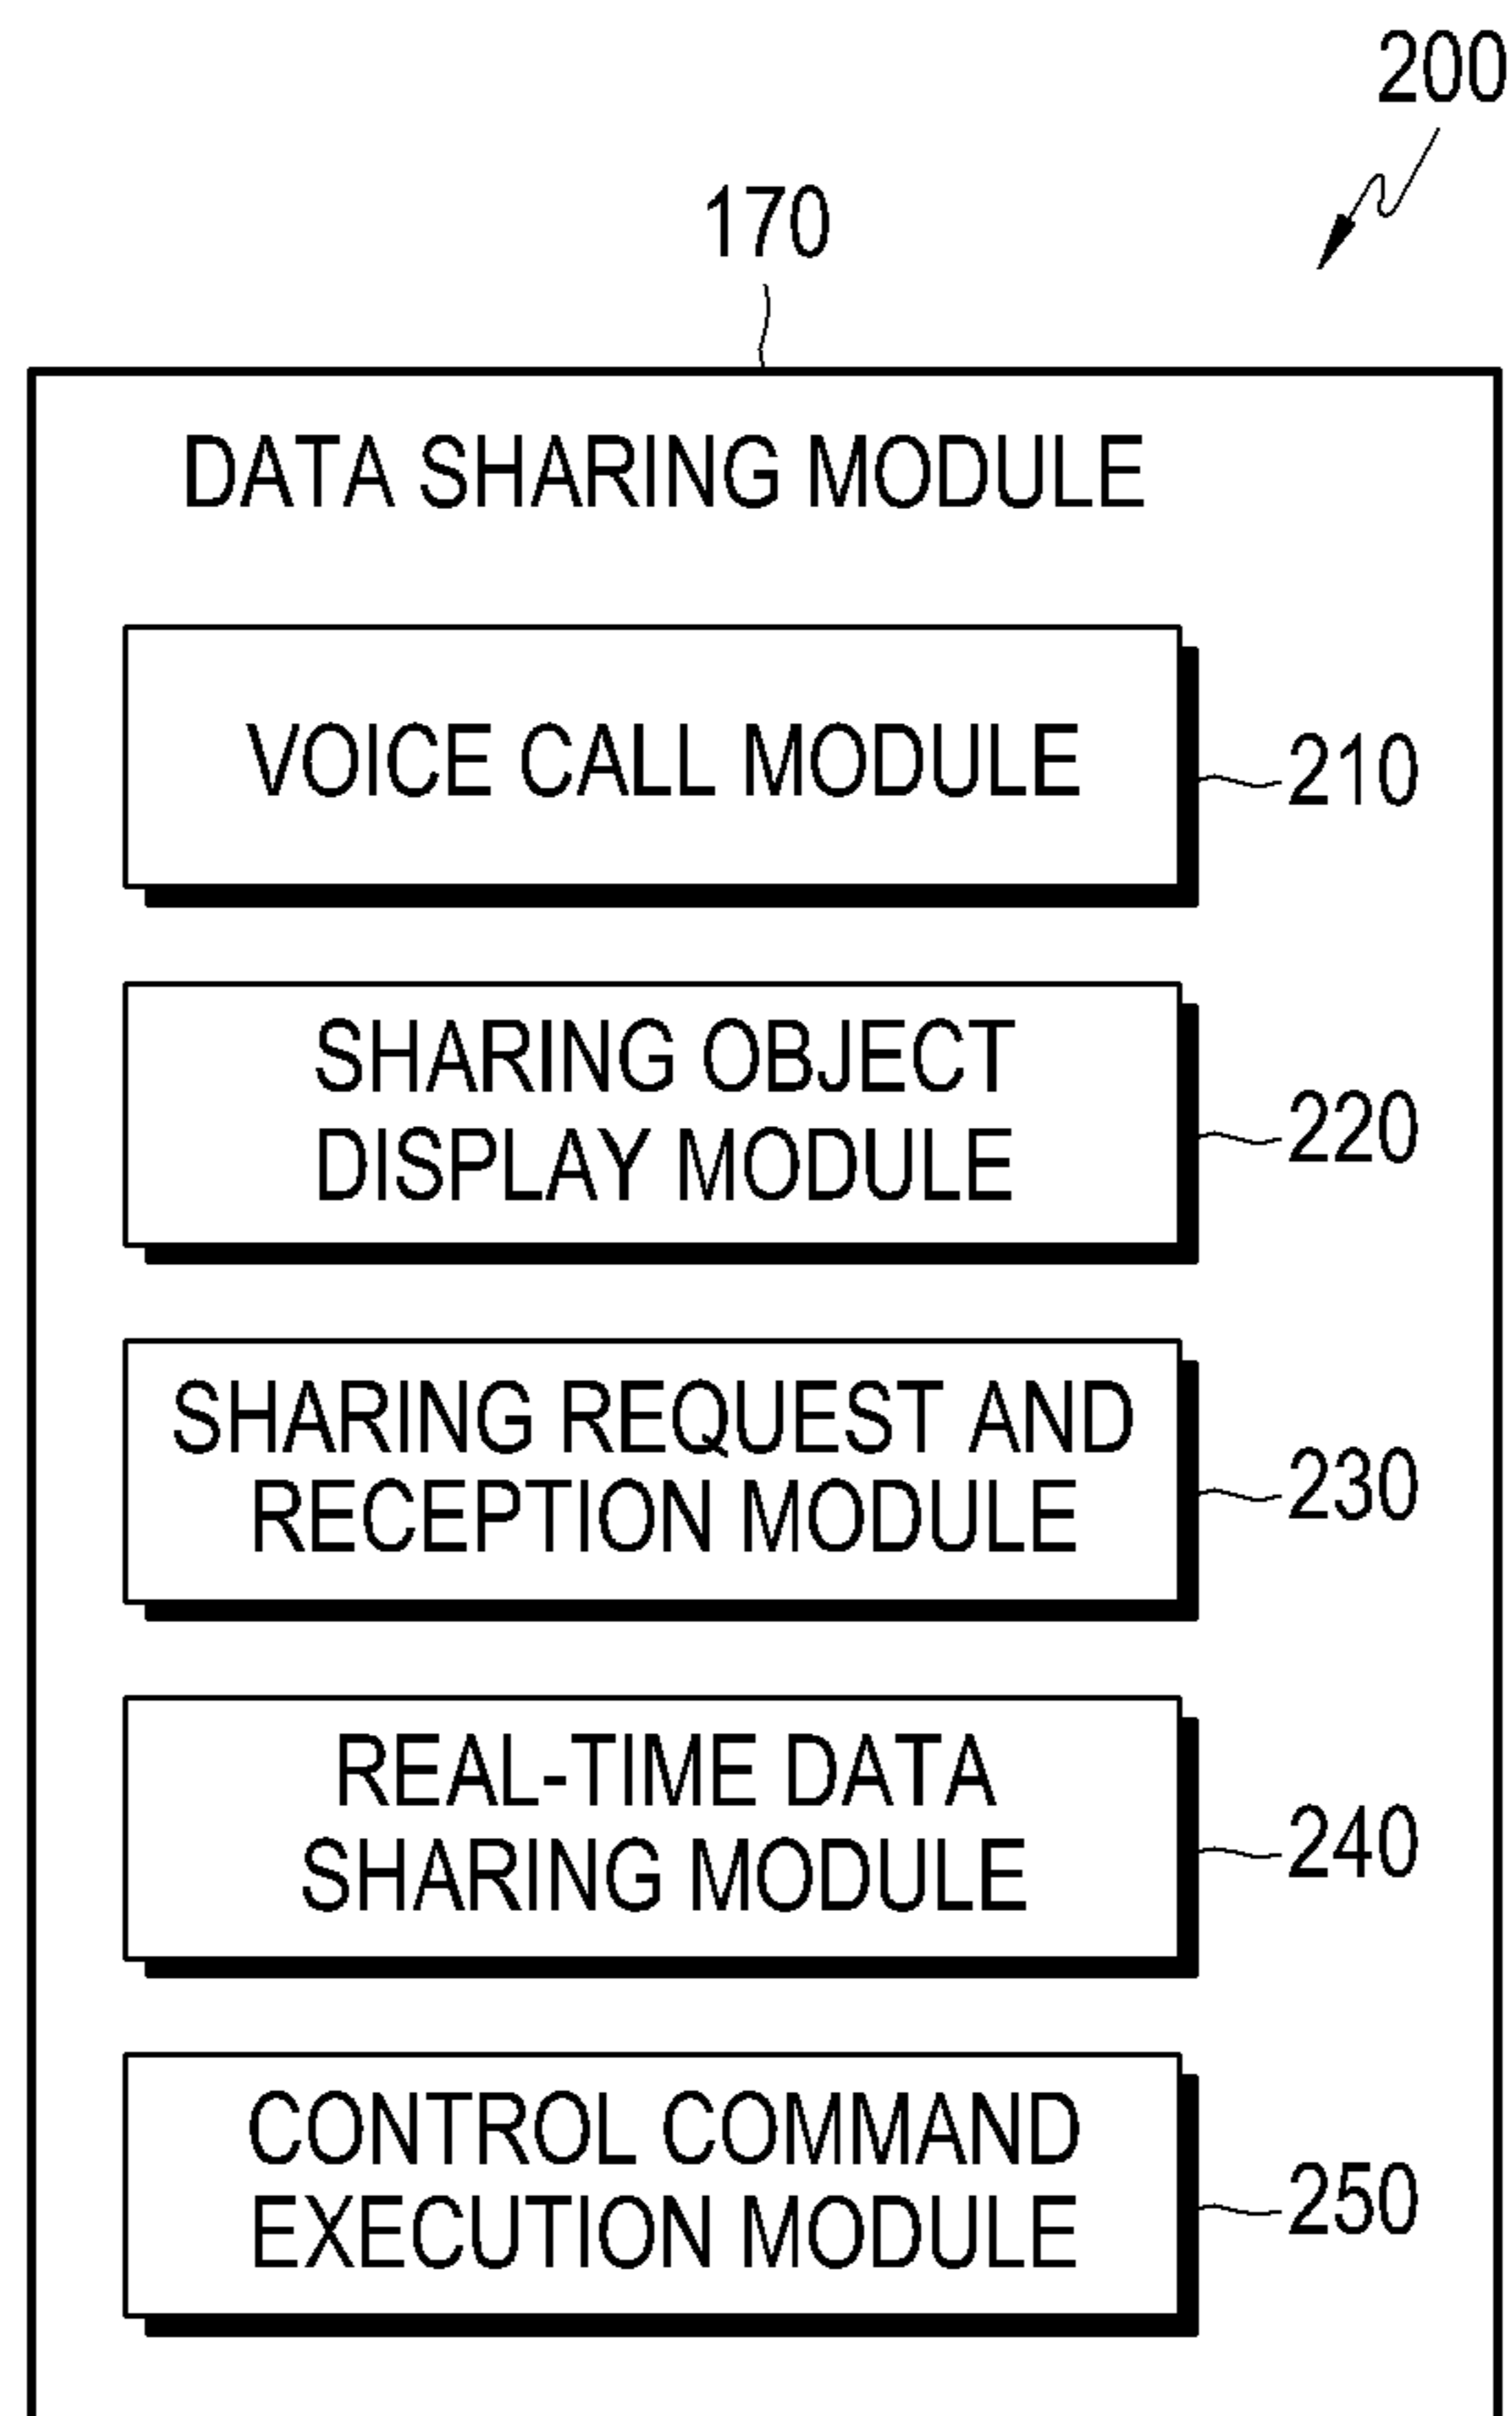 200
170
DATA SHARING MODULE
VOICE CALL MODULE
210
SHARING OBJECT
DISPLAY MODULE
220
SHARING REQUEST AND
RECEPTION MODULE
230
REAL-TIME DATA
SHARING MODULE
240
CONTROL COMMAND
EXECUTION MODULE
250